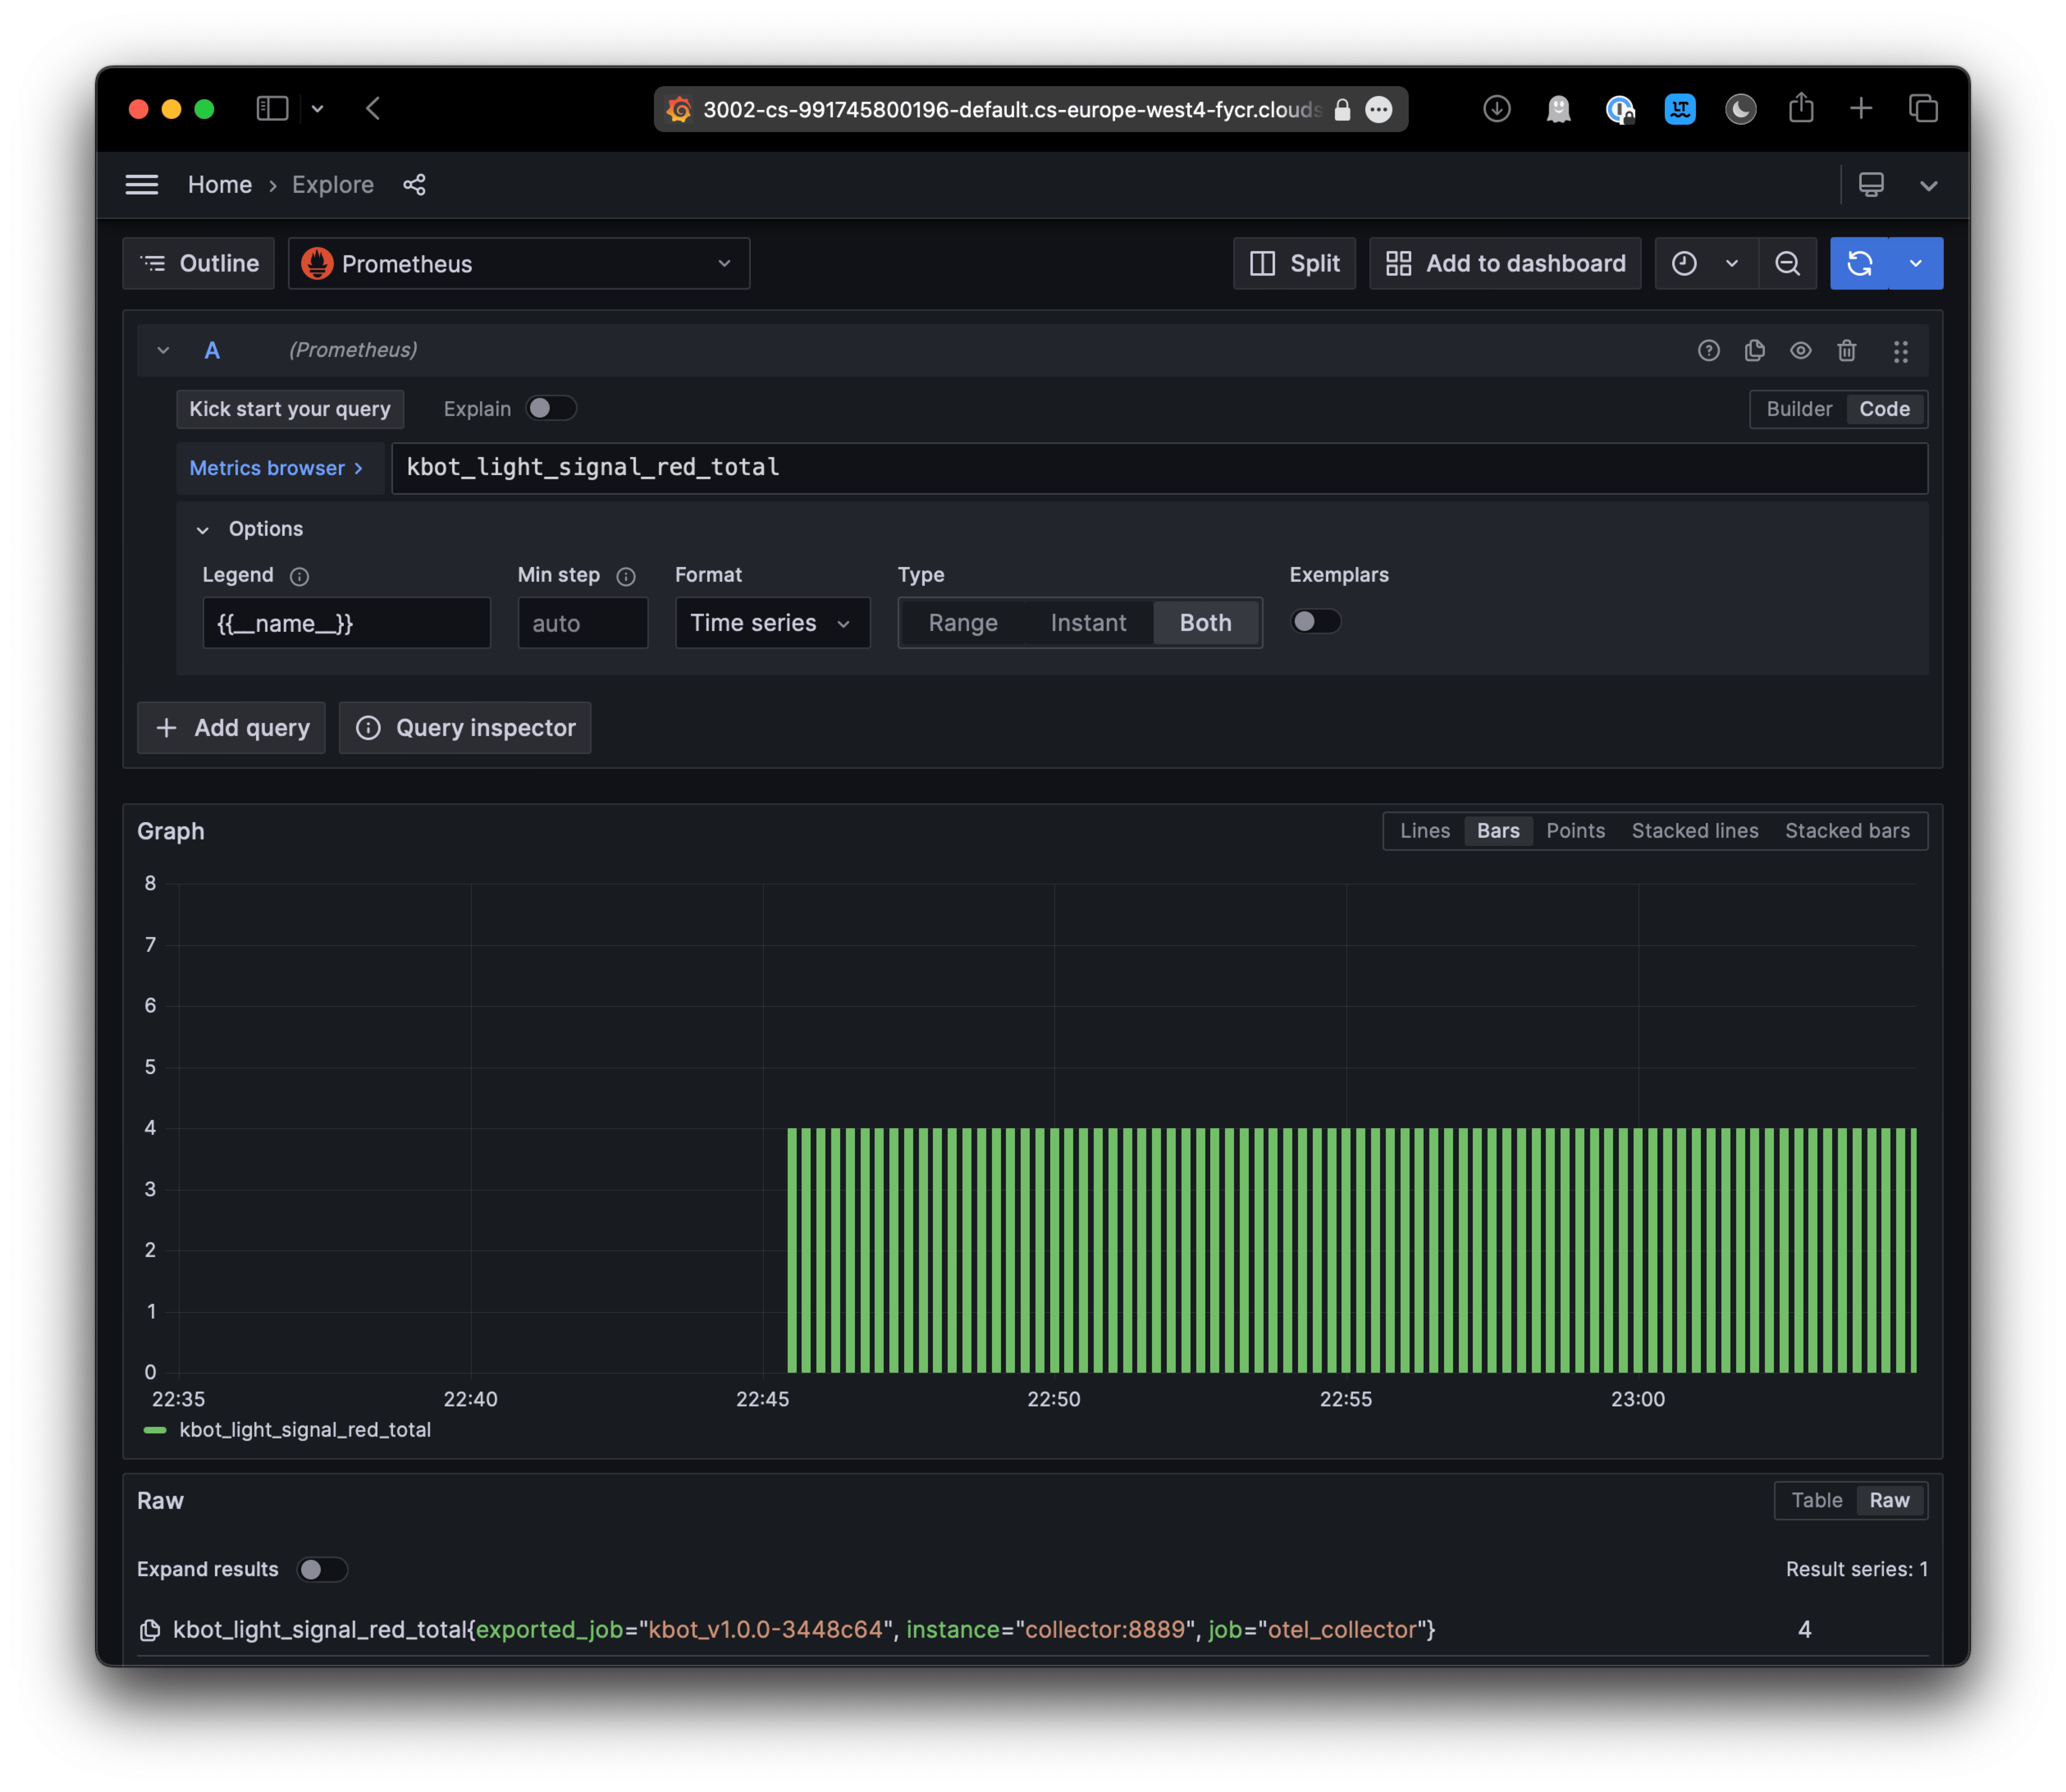 3002-cs-991745800196-default.cs-europe-west4-fycr.clouds
LT
Home › Explore
Outline Prometheus Split Add to dashboard
A (Prometheus)
Kick start your query Explain Builder Code
Metrics browser > kbot_light_signal_red_total
Options
Legend Min step Format Type Exemplars
{{__name__}} auto Time series Range Instant Both
+ Add query Query inspector
Graph Lines Bars Points Stacked lines Stacked bars
8
7
6
5
4
3
2
1
0
22:35 22:40 22:45 22:50 22:55 23:00
kbot_light_signal_red_total
Raw Table Raw
Expand results Result series: 1
kbot_light_signal_red_total{exported_job="kbot_v1.0.0-3448c64", instance="collector:8889", job="otel_collector"} 4